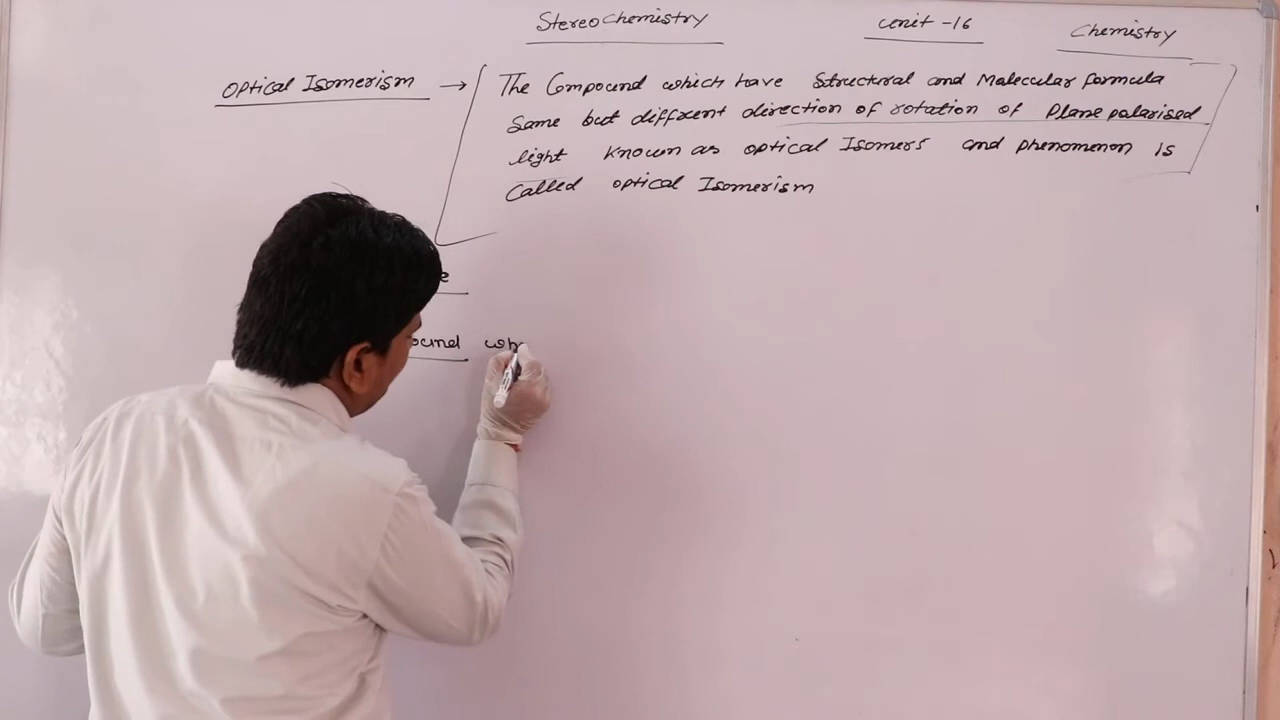 Stereochemistry Unit -16 Chemistry
Optical Isomerism → The Compound which have Structural and Molecular formula
Same but diffrent direction of rotation of Plane polarised
light known as optical Isomers and phenomenon is
Called optical Isomerism